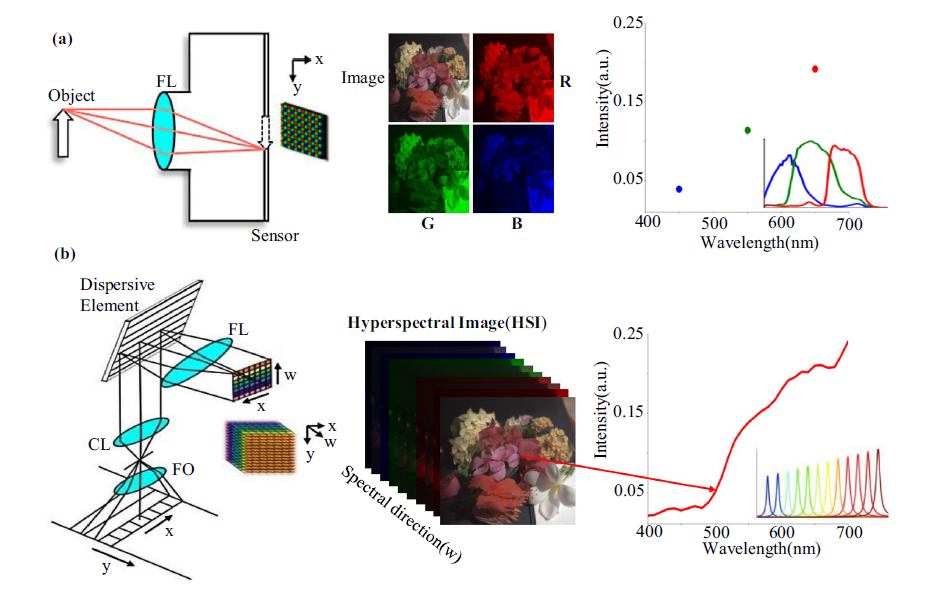 (a)
Object
FL
x
y
Sensor
Image
R
G
B
Intensity(a.u.)
0.25
0.15
0.05
400
500
600
700
Wavelength(nm)
(b)
Dispersive
Element
FL
w
x
CL
FO
x
w
y
x
y
Hyperspectral Image(HSI)
Spectral direction(w)
Intensity(a.u.)
0.25
0.15
0.05
400
500
600
700
Wavelength(nm)